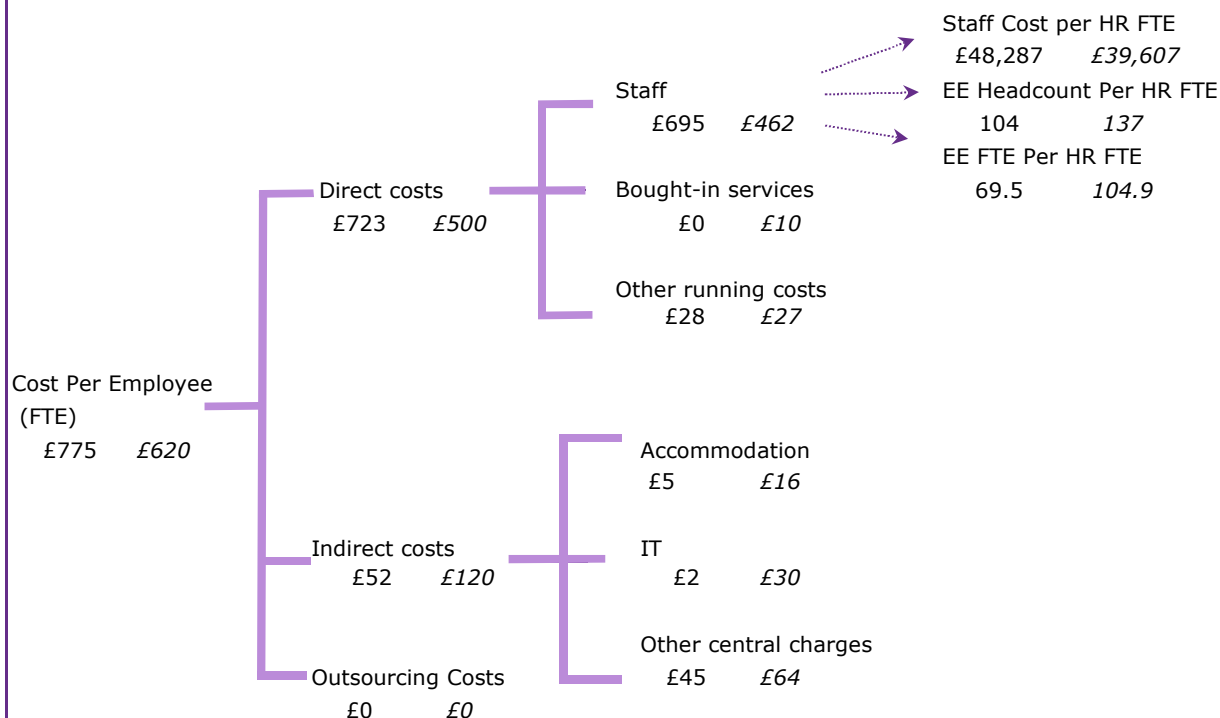 Staff Cost per HR FTE
£48,287 £39,607
EE Headcount Per HR FTE
104 137
EE FTE Per HR FTE
69.5 104.9
Staff
£695 £462
Direct costs
£723 £500
Bought-in services
£0 £10
Other running costs
£28 £27
Cost Per Employee
(FTE)
£775 £620
Accommodation
£5 £16
Indirect costs
£52 £120
IT
£2 £30
Other central charges
£45 £64
Outsourcing Costs
£0 £0